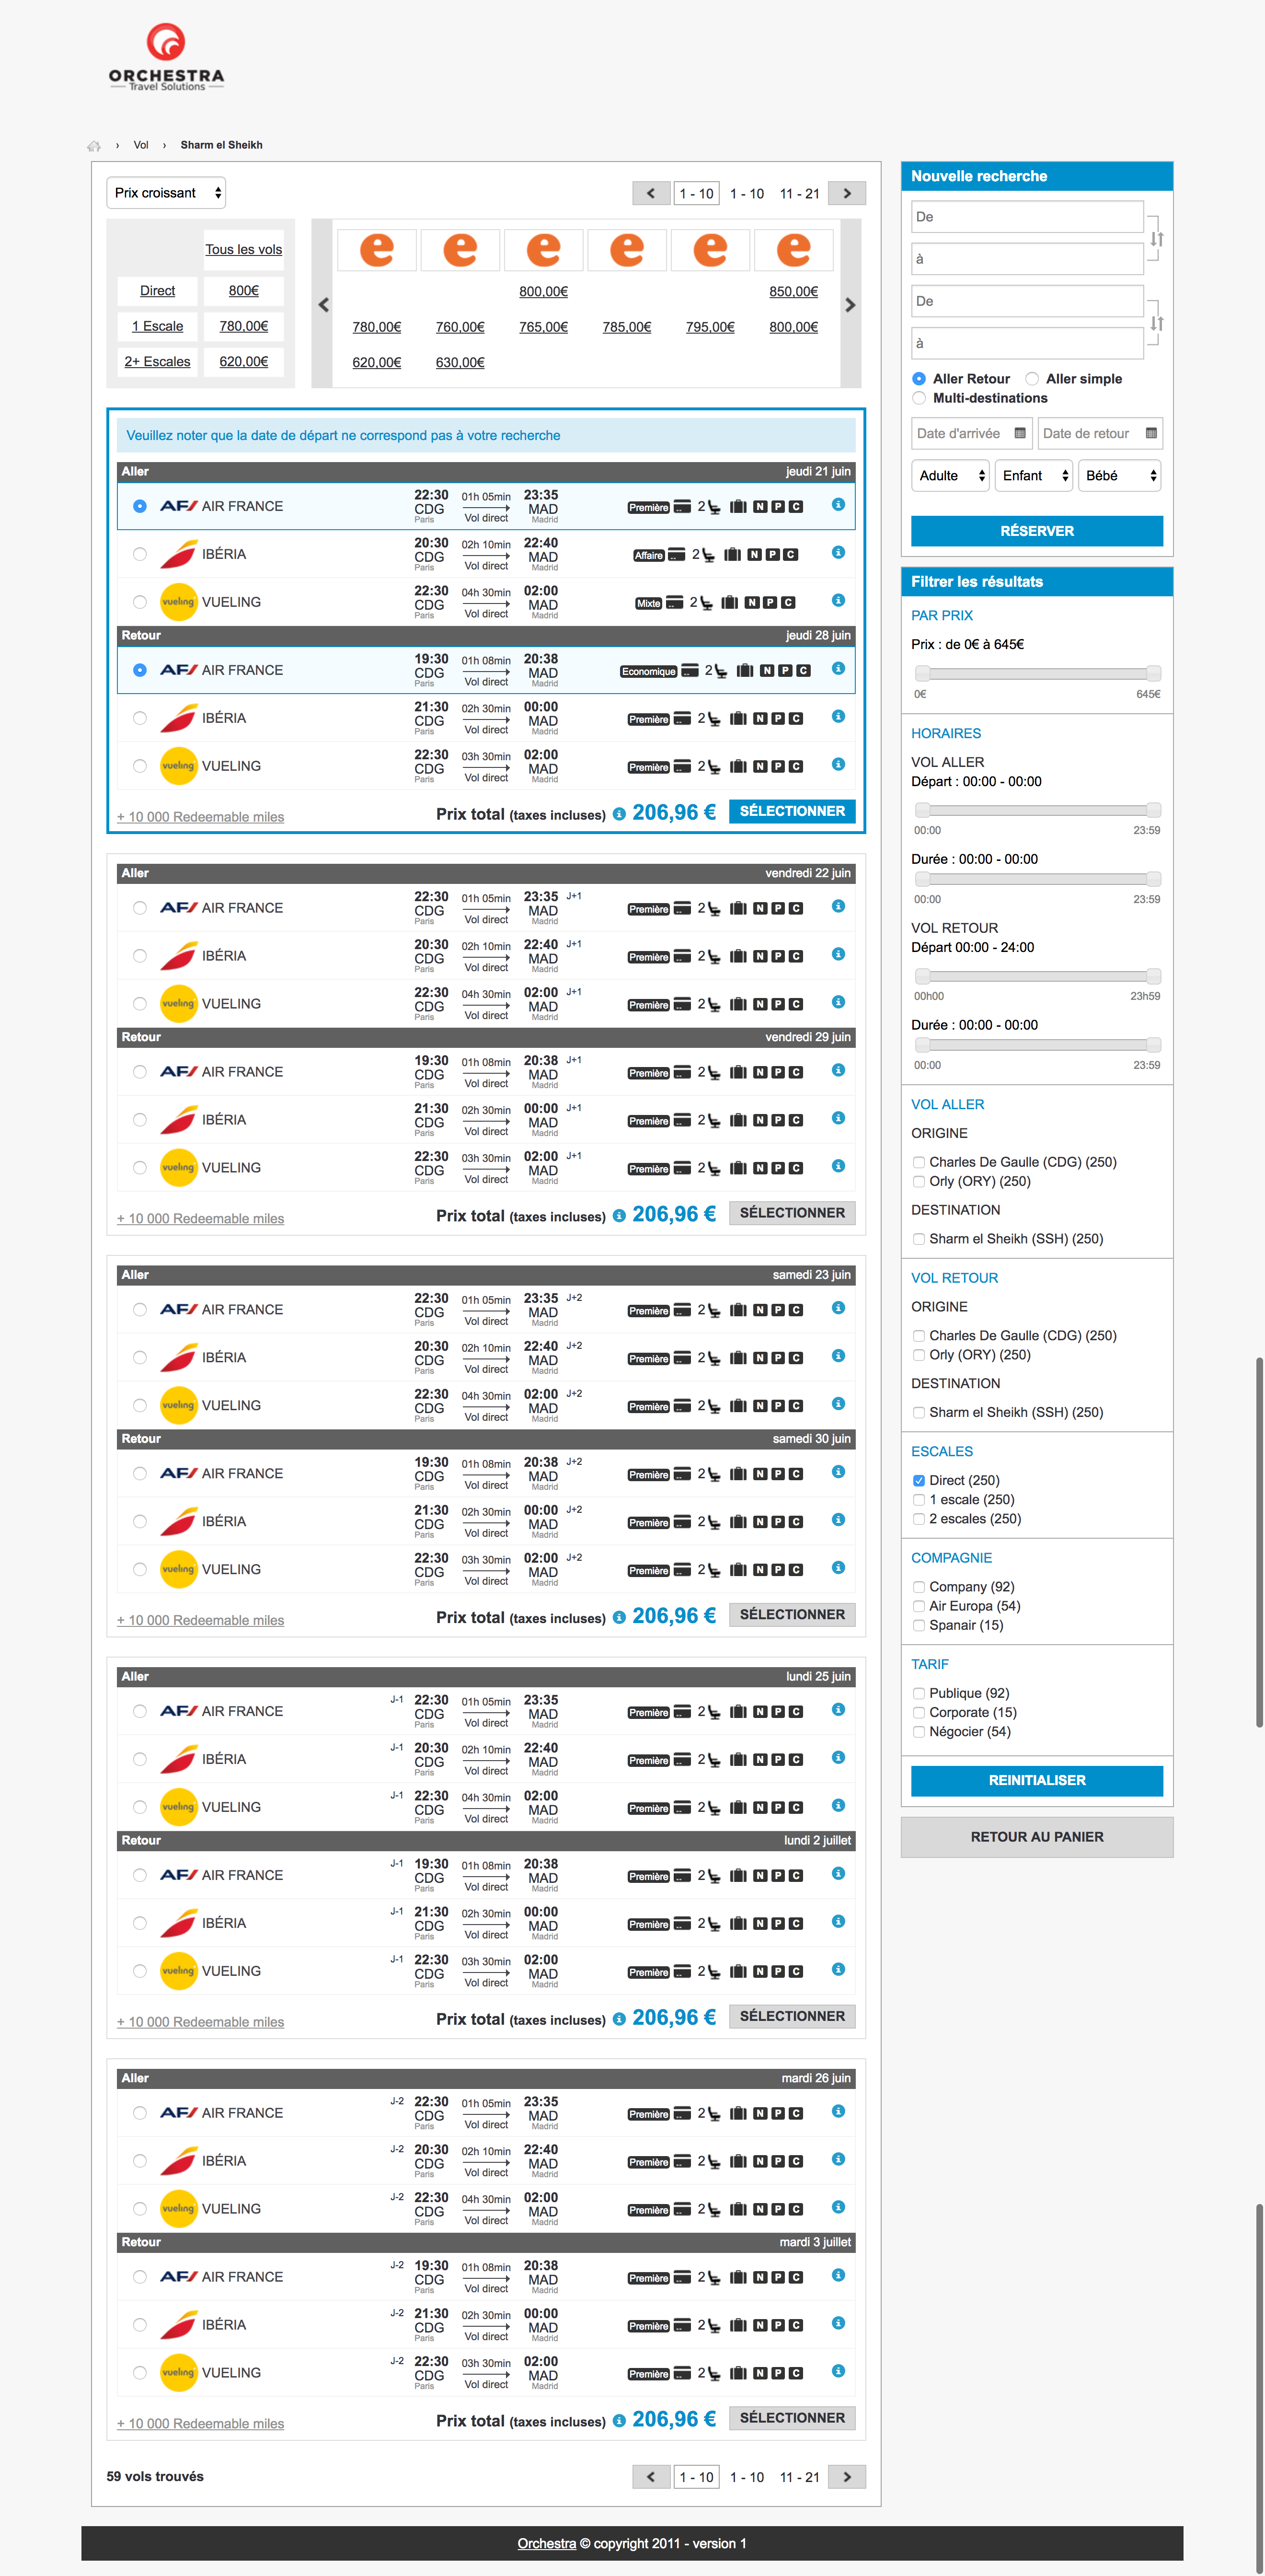 ORCHESTRA
Travel Solutions
› Vol › Sharm el Sheikh
Prix croissant
1 - 10 1 - 10 11 - 21
Tous les vols
Direct 800€
1 Escale 780,00€
2+ Escales 620,00€
e e e e e e
800,00€ 850,00€
780,00€ 760,00€ 765,00€ 785,00€ 795,00€ 800,00€
620,00€ 630,00€
Veuillez noter que la date de départ ne correspond pas à votre recherche
Aller jeudi 21 juin
AF AIR FRANCE 22:30 01h 05min 23:35
CDG MAD Première 2 N P C
Paris Vol direct Madrid
IBÉRIA 20:30 02h 10min 22:40
CDG MAD Affaire 2 N P C
Paris Vol direct Madrid
vueling VUELING 22:30 04h 30min 02:00
CDG MAD Mixte 2 N P C
Paris Vol direct Madrid
Retour jeudi 28 juin
AF AIR FRANCE 19:30 01h 08min 20:38
CDG MAD Economique 2 N P C
Paris Vol direct Madrid
IBÉRIA 21:30 02h 30min 00:00
CDG MAD Première 2 N P C
Paris Vol direct Madrid
vueling VUELING 22:30 03h 30min 02:00
CDG MAD Première 2 N P C
Paris Vol direct Madrid
+ 10 000 Redeemable miles Prix total (taxes incluses) 206,96 € SÉLECTIONNER
Aller vendredi 22 juin
AF AIR FRANCE 22:30 01h 05min 23:35 J+1
CDG MAD Première 2 N P C
Paris Vol direct Madrid
IBÉRIA 20:30 02h 10min 22:40 J+1
CDG MAD Première 2 N P C
Paris Vol direct Madrid
vueling VUELING 22:30 04h 30min 02:00 J+1
CDG MAD Première 2 N P C
Paris Vol direct Madrid
Retour vendredi 29 juin
AF AIR FRANCE 19:30 01h 08min 20:38 J+1
CDG MAD Première 2 N P C
Paris Vol direct Madrid
IBÉRIA 21:30 02h 30min 00:00 J+1
CDG MAD Première 2 N P C
Paris Vol direct Madrid
vueling VUELING 22:30 03h 30min 02:00 J+1
CDG MAD Première 2 N P C
Paris Vol direct Madrid
+ 10 000 Redeemable miles Prix total (taxes incluses) 206,96 € SÉLECTIONNER
Aller samedi 23 juin
AF AIR FRANCE 22:30 01h 05min 23:35 J+2
CDG MAD Première 2 N P C
Paris Vol direct Madrid
IBÉRIA 20:30 02h 10min 22:40 J+2
CDG MAD Première 2 N P C
Paris Vol direct Madrid
vueling VUELING 22:30 04h 30min 02:00 J+2
CDG MAD Première 2 N P C
Paris Vol direct Madrid
Retour samedi 30 juin
AF AIR FRANCE 19:30 01h 08min 20:38 J+2
CDG MAD Première 2 N P C
Paris Vol direct Madrid
IBÉRIA 21:30 02h 30min 00:00 J+2
CDG MAD Première 2 N P C
Paris Vol direct Madrid
vueling VUELING 22:30 03h 30min 02:00 J+2
CDG MAD Première 2 N P C
Paris Vol direct Madrid
+ 10 000 Redeemable miles Prix total (taxes incluses) 206,96 € SÉLECTIONNER
Aller lundi 25 juin
AF AIR FRANCE J-1 22:30 01h 05min 23:35
CDG MAD Première 2 N P C
Paris Vol direct Madrid
IBÉRIA J-1 20:30 02h 10min 22:40
CDG MAD Première 2 N P C
Paris Vol direct Madrid
vueling VUELING J-1 22:30 04h 30min 02:00
CDG MAD Première 2 N P C
Paris Vol direct Madrid
Retour lundi 2 juillet
AF AIR FRANCE J-1 19:30 01h 08min 20:38
CDG MAD Première 2 N P C
Paris Vol direct Madrid
IBÉRIA J-1 21:30 02h 30min 00:00
CDG MAD Première 2 N P C
Paris Vol direct Madrid
vueling VUELING J-1 22:30 03h 30min 02:00
CDG MAD Première 2 N P C
Paris Vol direct Madrid
+ 10 000 Redeemable miles Prix total (taxes incluses) 206,96 € SÉLECTIONNER
Aller mardi 26 juin
AF AIR FRANCE J-2 22:30 01h 05min 23:35
CDG MAD Première 2 N P C
Paris Vol direct Madrid
IBÉRIA J-2 20:30 02h 10min 22:40
CDG MAD Première 2 N P C
Paris Vol direct Madrid
vueling VUELING J-2 22:30 04h 30min 02:00
CDG MAD Première 2 N P C
Paris Vol direct Madrid
Retour mardi 3 juillet
AF AIR FRANCE J-2 19:30 01h 08min 20:38
CDG MAD Première 2 N P C
Paris Vol direct Madrid
IBÉRIA J-2 21:30 02h 30min 00:00
CDG MAD Première 2 N P C
Paris Vol direct Madrid
vueling VUELING J-2 22:30 03h 30min 02:00
CDG MAD Première 2 N P C
Paris Vol direct Madrid
+ 10 000 Redeemable miles Prix total (taxes incluses) 206,96 € SÉLECTIONNER
59 vols trouvés 1 - 10 1 - 10 11 - 21
Nouvelle recherche
De
à
De
à
Aller Retour Aller simple
Multi-destinations
Date d'arrivée Date de retour
Adulte Enfant Bébé
RÉSERVER
Filtrer les résultats
PAR PRIX
Prix : de 0€ à 645€
0€ 645€
HORAIRES
VOL ALLER
Départ : 00:00 - 00:00
00:00 23:59
Durée : 00:00 - 00:00
00:00 23:59
VOL RETOUR
Départ 00:00 - 24:00
00h00 23h59
Durée : 00:00 - 00:00
00:00 23:59
VOL ALLER
ORIGINE
Charles De Gaulle (CDG) (250)
Orly (ORY) (250)
DESTINATION
Sharm el Sheikh (SSH) (250)
VOL RETOUR
ORIGINE
Charles De Gaulle (CDG) (250)
Orly (ORY) (250)
DESTINATION
Sharm el Sheikh (SSH) (250)
ESCALES
Direct (250)
1 escale (250)
2 escales (250)
COMPAGNIE
Company (92)
Air Europa (54)
Spanair (15)
TARIF
Publique (92)
Corporate (15)
Négocier (54)
REINITIALISER
RETOUR AU PANIER
Orchestra © copyright 2011 - version 1